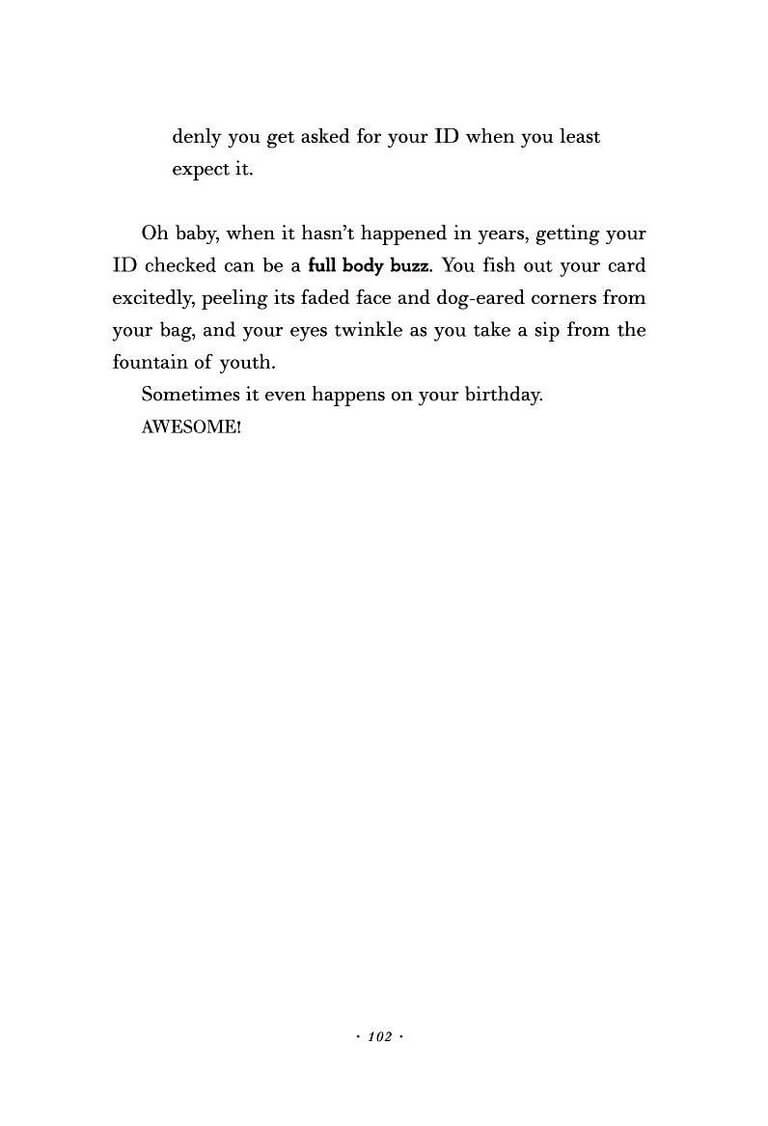 denly you get asked for your ID when you least
expect it.
Oh baby, when it hasn’t happened in years, getting your
ID checked can be a full body buzz. You fish out your card
excitedly, peeling its faded face and dog-eared corners from
your bag, and your eyes twinkle as you take a sip from the
fountain of youth.
Sometimes it even happens on your birthday.
AWESOME!
· 102 ·